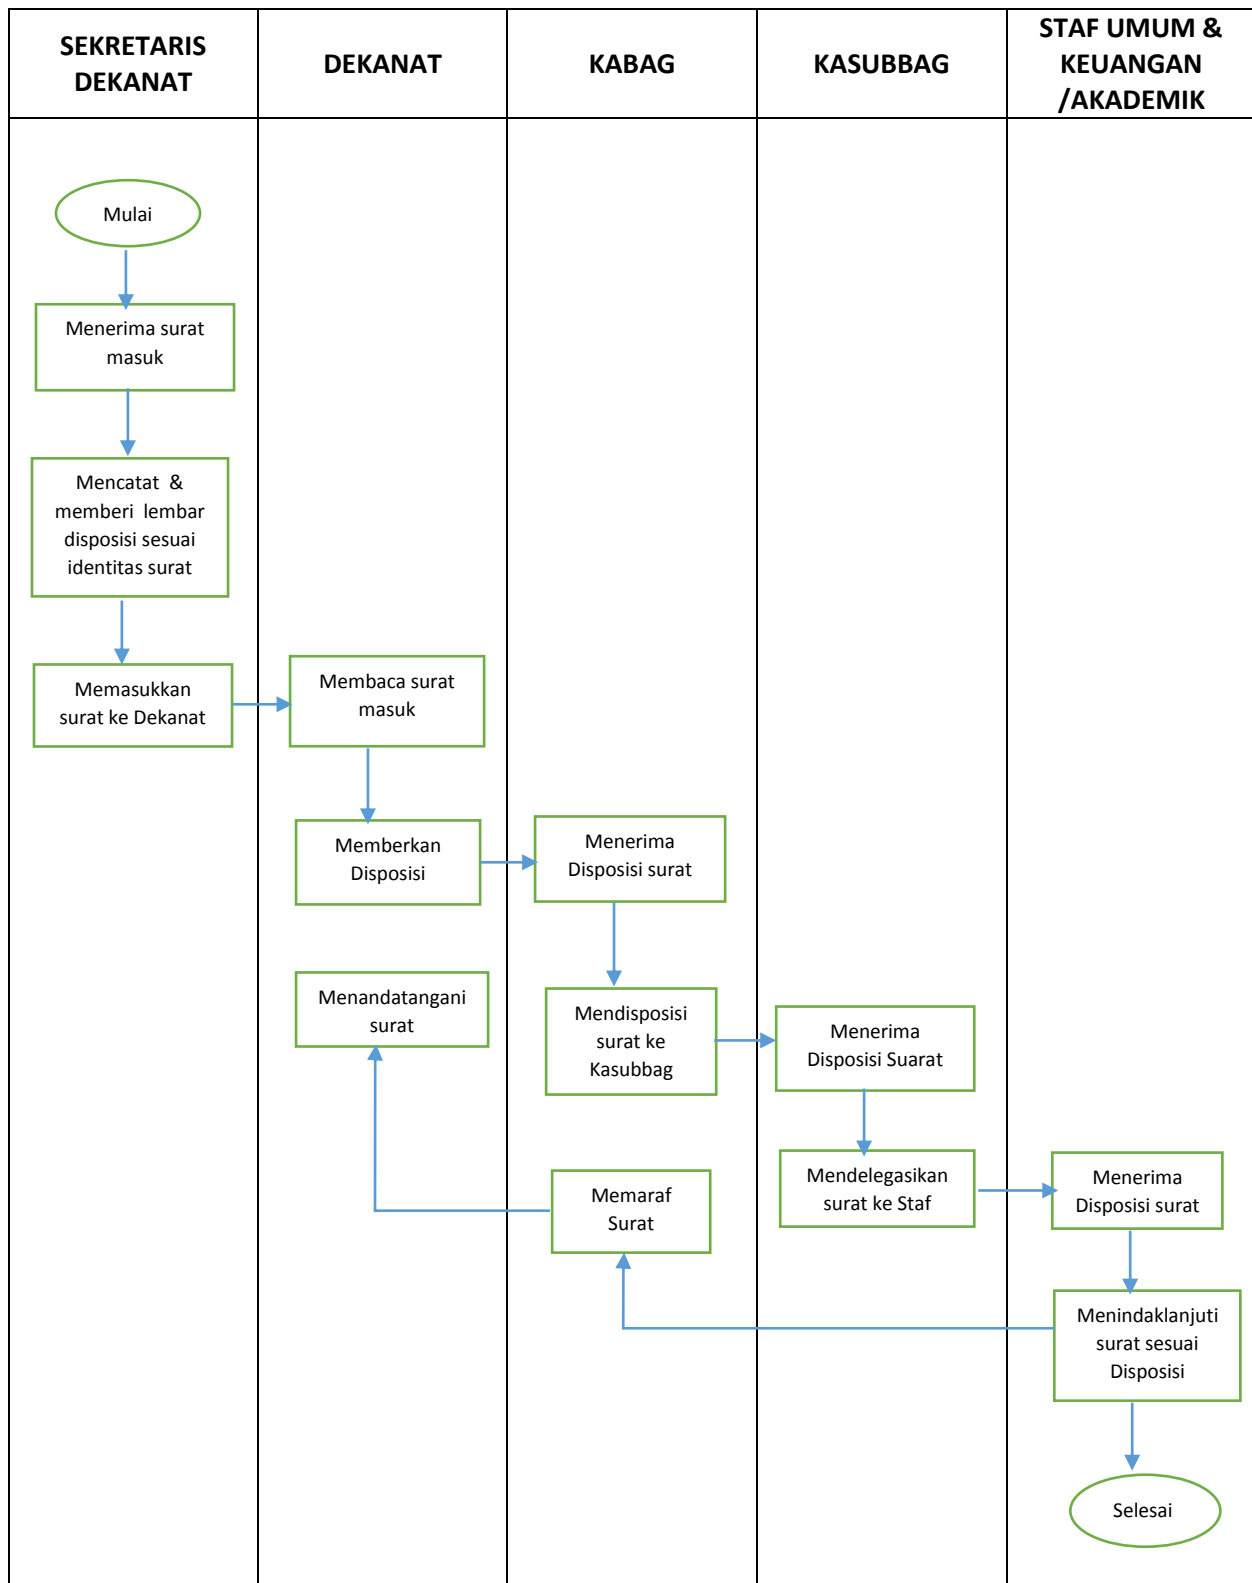 SEKRETARIS
DEKANAT
DEKANAT
KABAG
KASUBBAG
STAF UMUM &
KEUANGAN
/AKADEMIK
Mulai
Menerima surat
masuk
Mencatat &
memberi lembar
disposisi sesuai
identitas surat
Memasukkan
surat ke Dekanat
Membaca surat
masuk
Memberkan
Disposisi
Menerima
Disposisi surat
Menandatangani
surat
Mendisposisi
surat ke
Kasubbag
Menerima
Disposisi Suarat
Mendelegasikan
surat ke Staf
Menerima
Disposisi surat
Memaraf
Surat
Menindaklanjuti
surat sesuai
Disposisi
Selesai